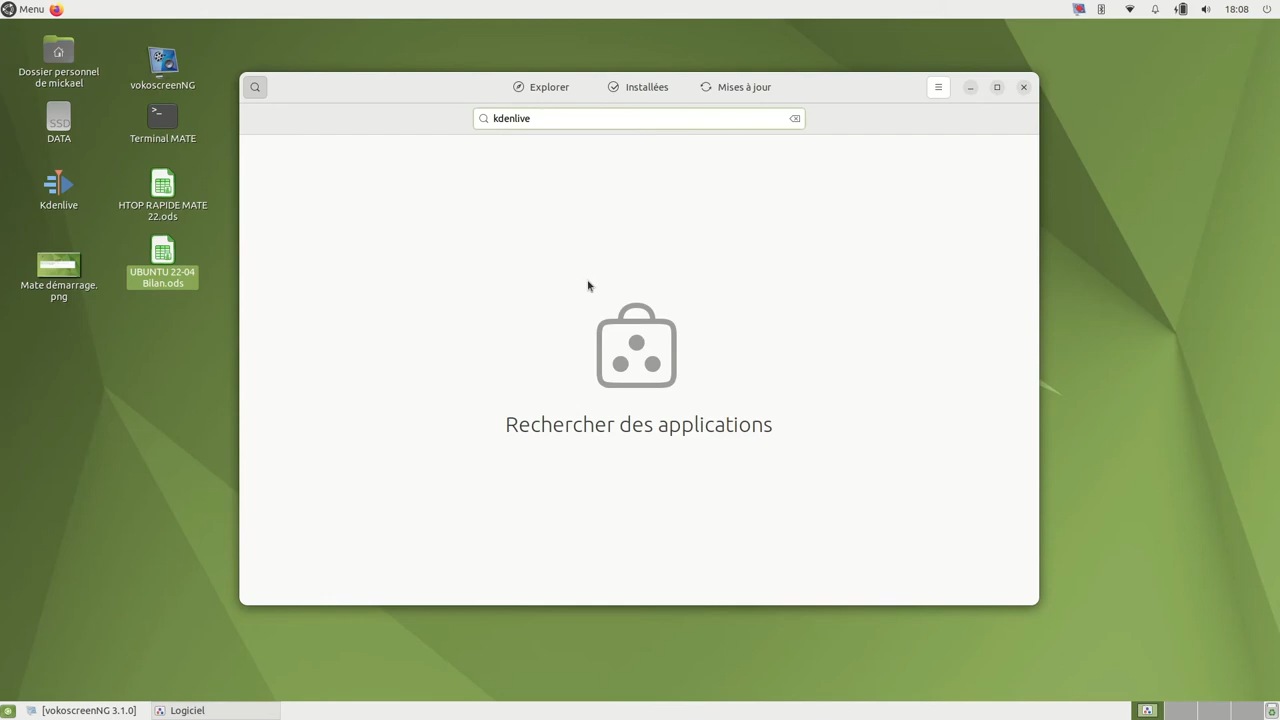 Menu
18:08
Dossier personnel
de mickael
vokoscreenNG
SSD
DATA
Terminal MATE
Kdenlive
HTOP RAPIDE MATE
22.ods
Mate démarrage.
png
UBUNTU 22-04
Bilan.ods
Explorer
Installées
Mises à jour
kdenlive
Rechercher des applications
[vokoscreenNG 3.1.0]
Logiciel